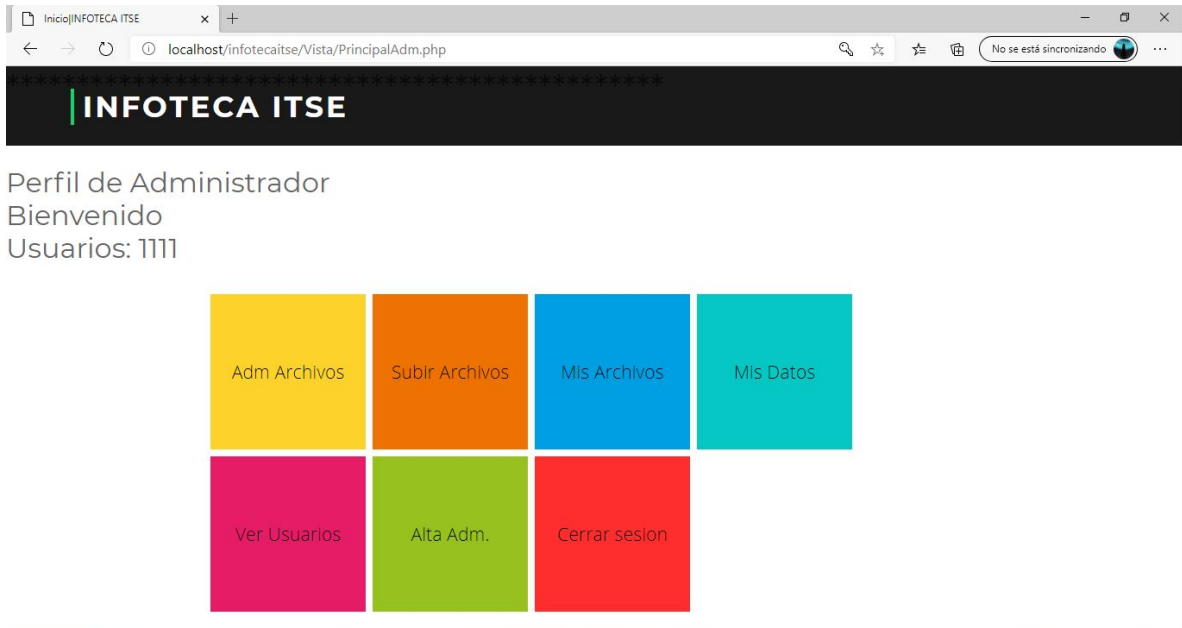 Inicio|INFOTECA ITSE
localhost/infotecaitse/Vista/PrincipalAdm.php
No se está sincronizando
***********************************************
INFOTECA ITSE
Perfil de Administrador
Bienvenido
Usuarios: 1111
Adm Archivos
Subir Archivos
Mis Archivos
Mis Datos
Ver Usuarios
Alta Adm.
Cerrar sesion